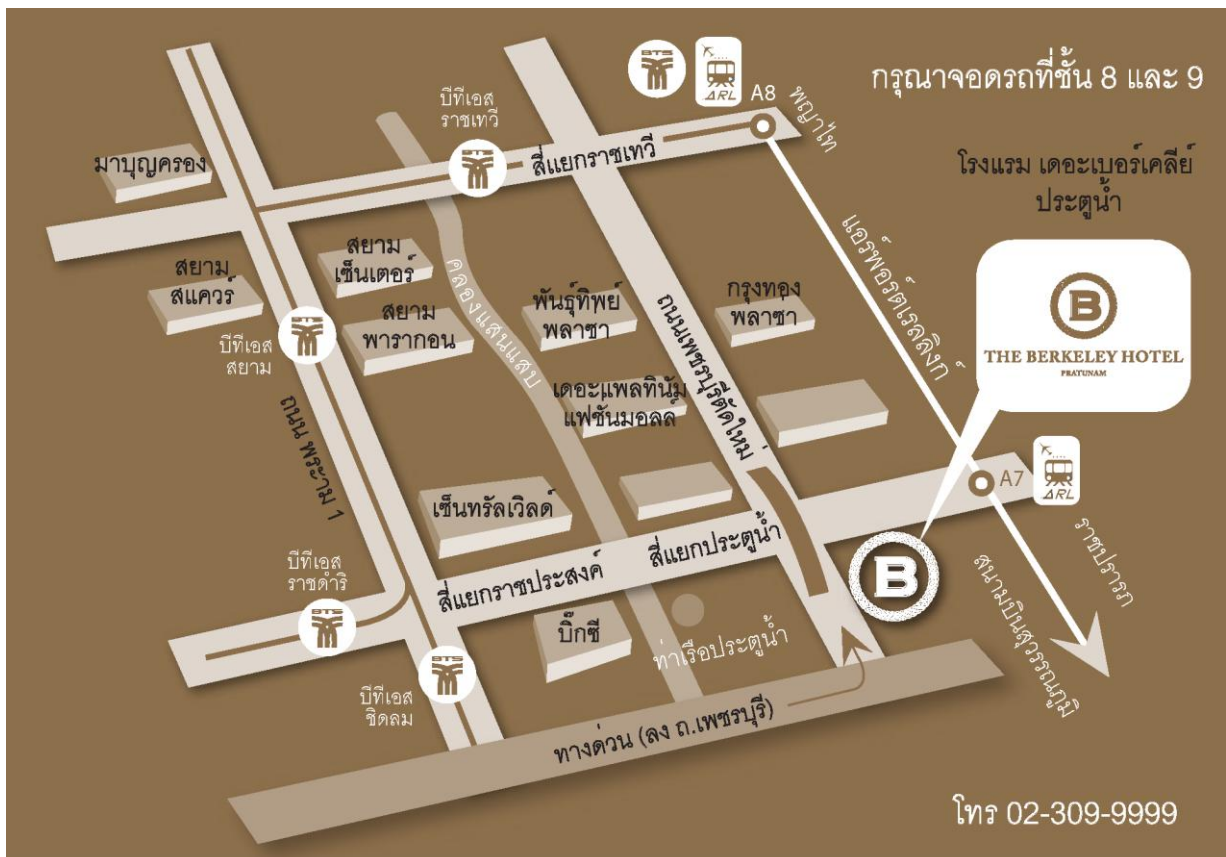 กรุณาจอดรถที่ชั้น 8 และ 9
BTS
ARL
A8
พญาไท
บีทีเอส
ราชเทวี
BTS
สี่แยกราชเทวี
มาบุญครอง
โรงแรม เดอะเบอร์เคลีย์
ประตูน้ำ
สยาม
เซ็นเตอร์
สยาม
สแควร์
คลองแสนแสบ
แอร์พอร์ตเรลลิงก์
B
THE BERKELEY HOTEL
PRATUNAM
พันธุ์ทิพย์
พลาซา
กรุงทอง
พลาซ่า
ถนนเพชรบุรีตัดใหม่
สยาม
พารากอน
บีทีเอส
สยาม
BTS
เดอะแพลทินัม
แฟชั่นมอลล์
ถนน พระราม 1
A7
ARL
ราชปรารภ
เซ็นทรัลเวิลด์
สี่แยกราชประสงค์
สี่แยกประตูน้ำ
B
สนามบินสุวรรณภูมิ
บีทีเอส
ราชดำริ
BTS
บิ๊กซี
ท่าเรือประตูน้ำ
บีทีเอส
ชิดลม
BTS
ทางด่วน (ลง ถ.เพชรบุรี)
โทร 02-309-9999